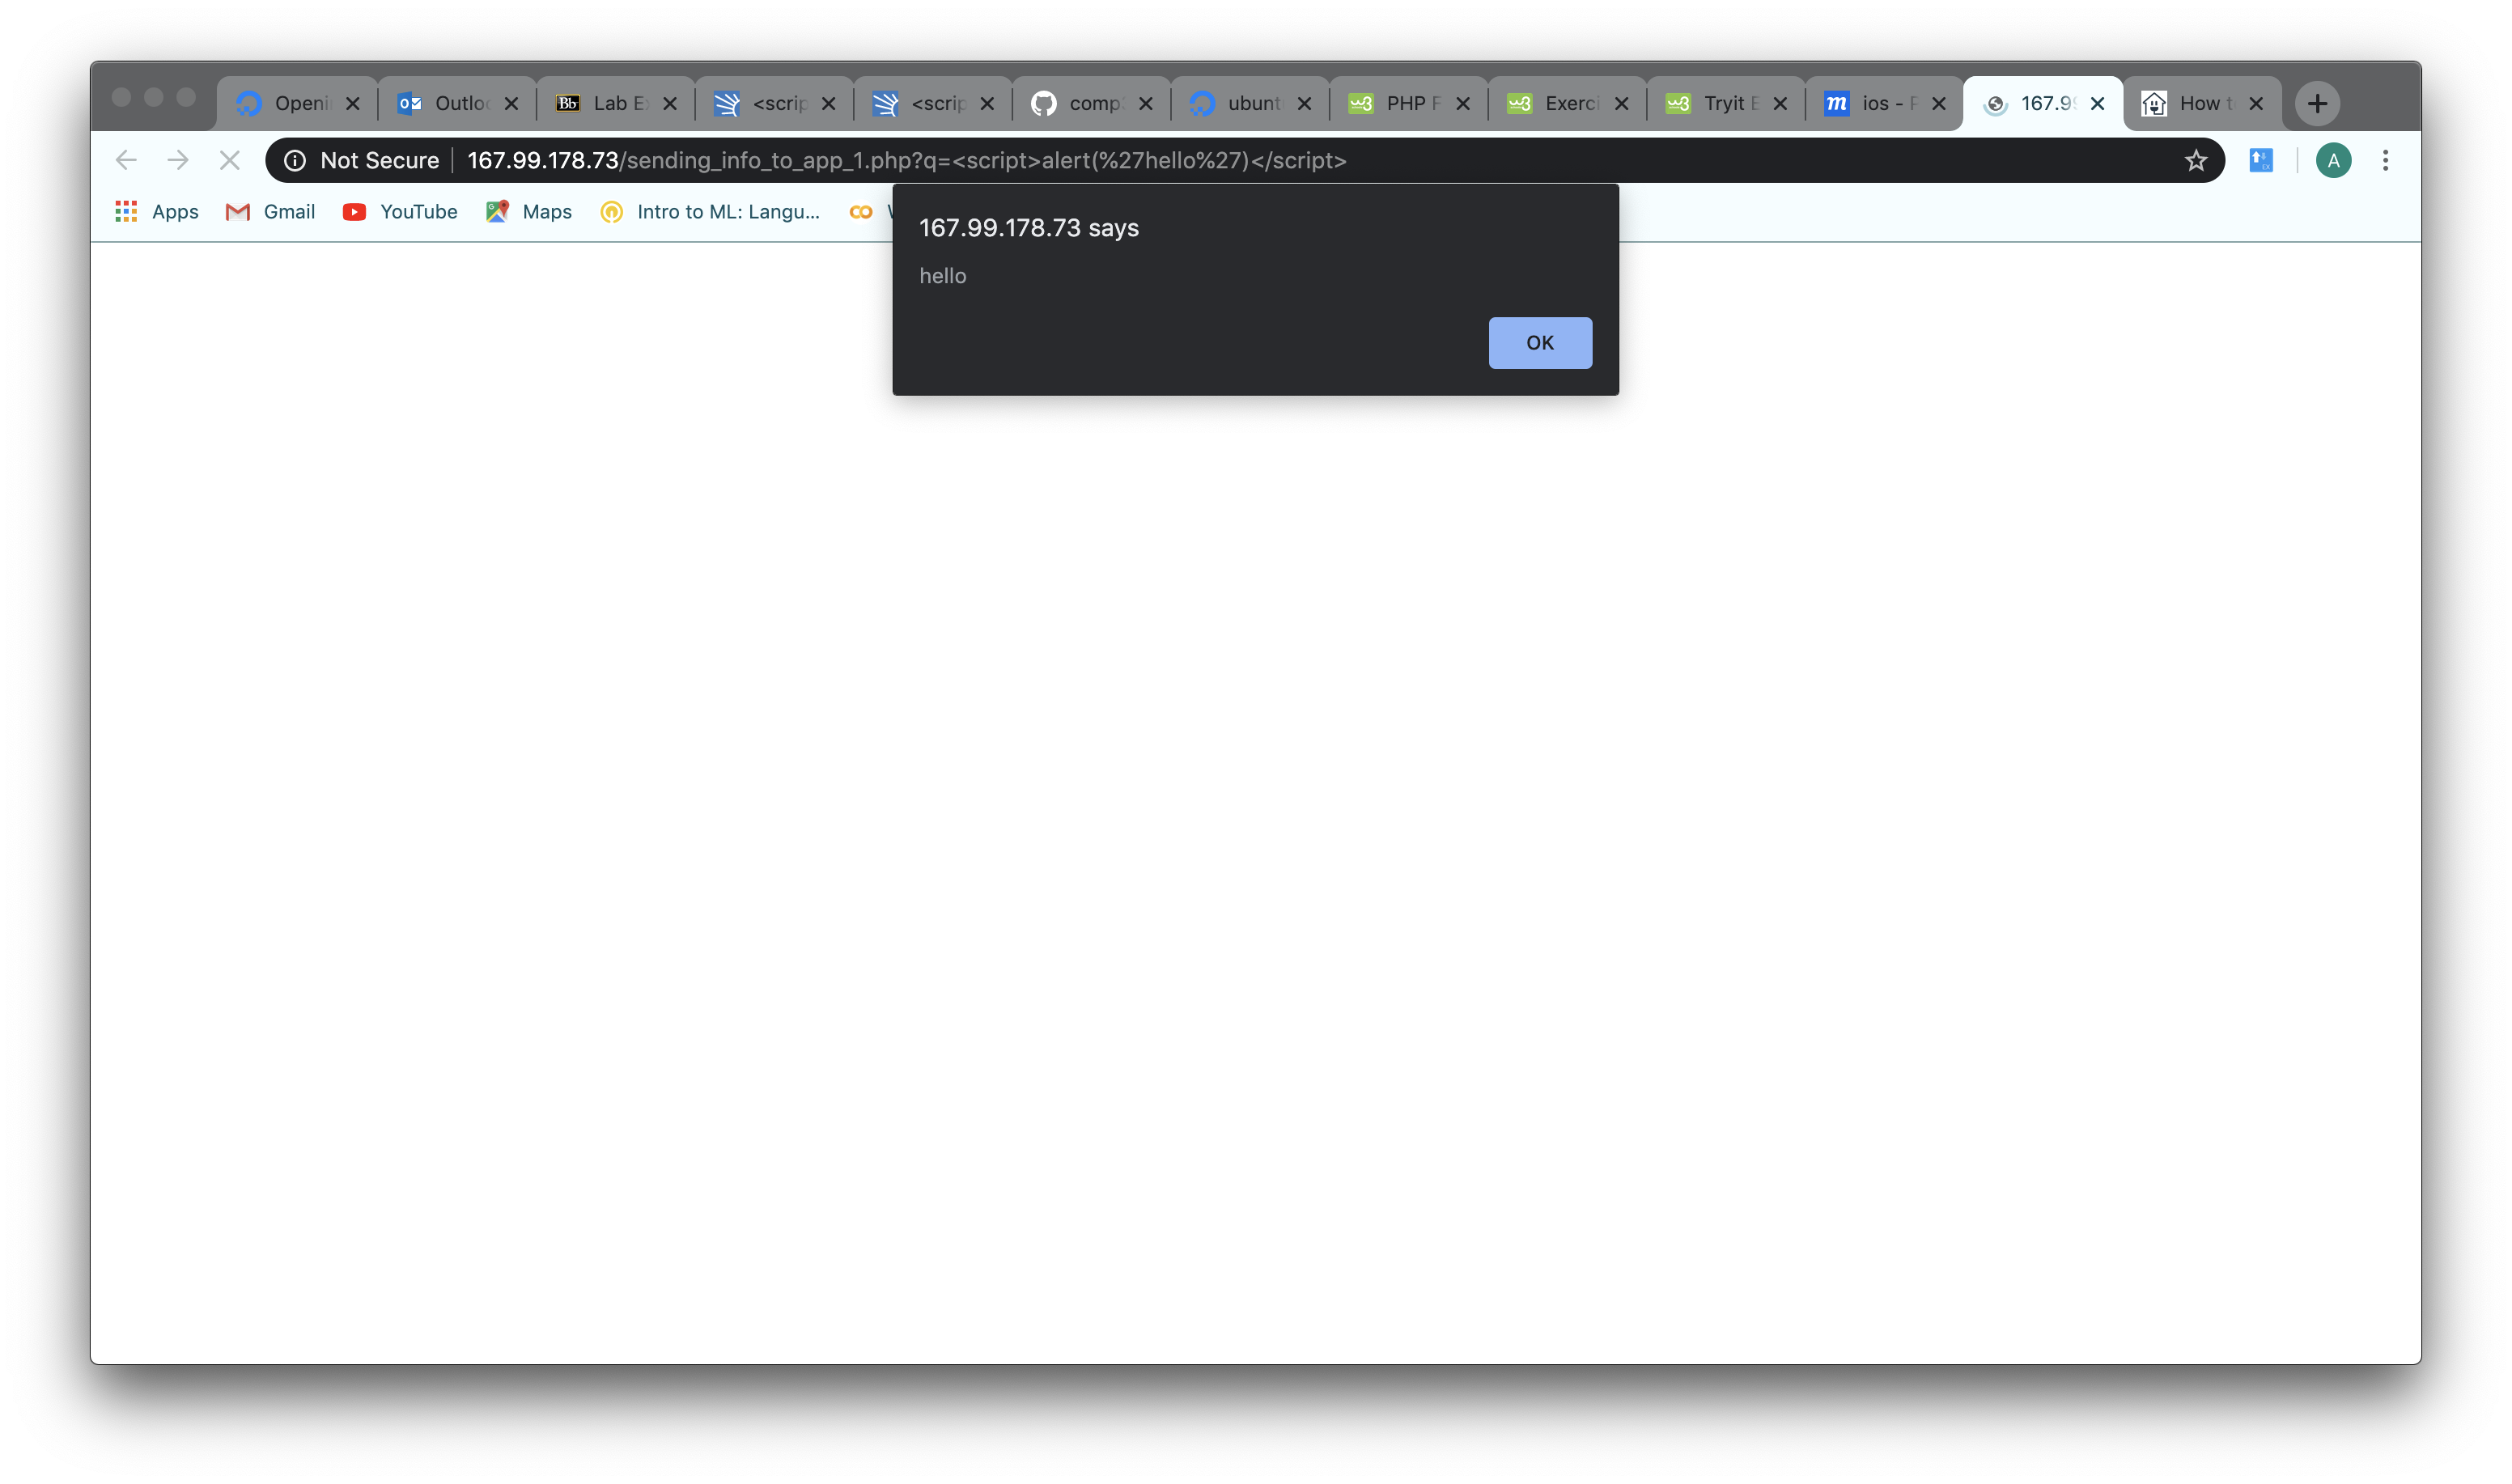 Openi Outlo Bb Lab E <scrip <scrip comp ubunt PHP F Exerci Tryit E ios - 167.9 How t
Not Secure 167.99.178.73/sending_info_to_app_1.php?q=<script>alert(%27hello%27)</script> A
Apps Gmail YouTube Maps Intro to ML: Langu...
167.99.178.73 says
hello
OK